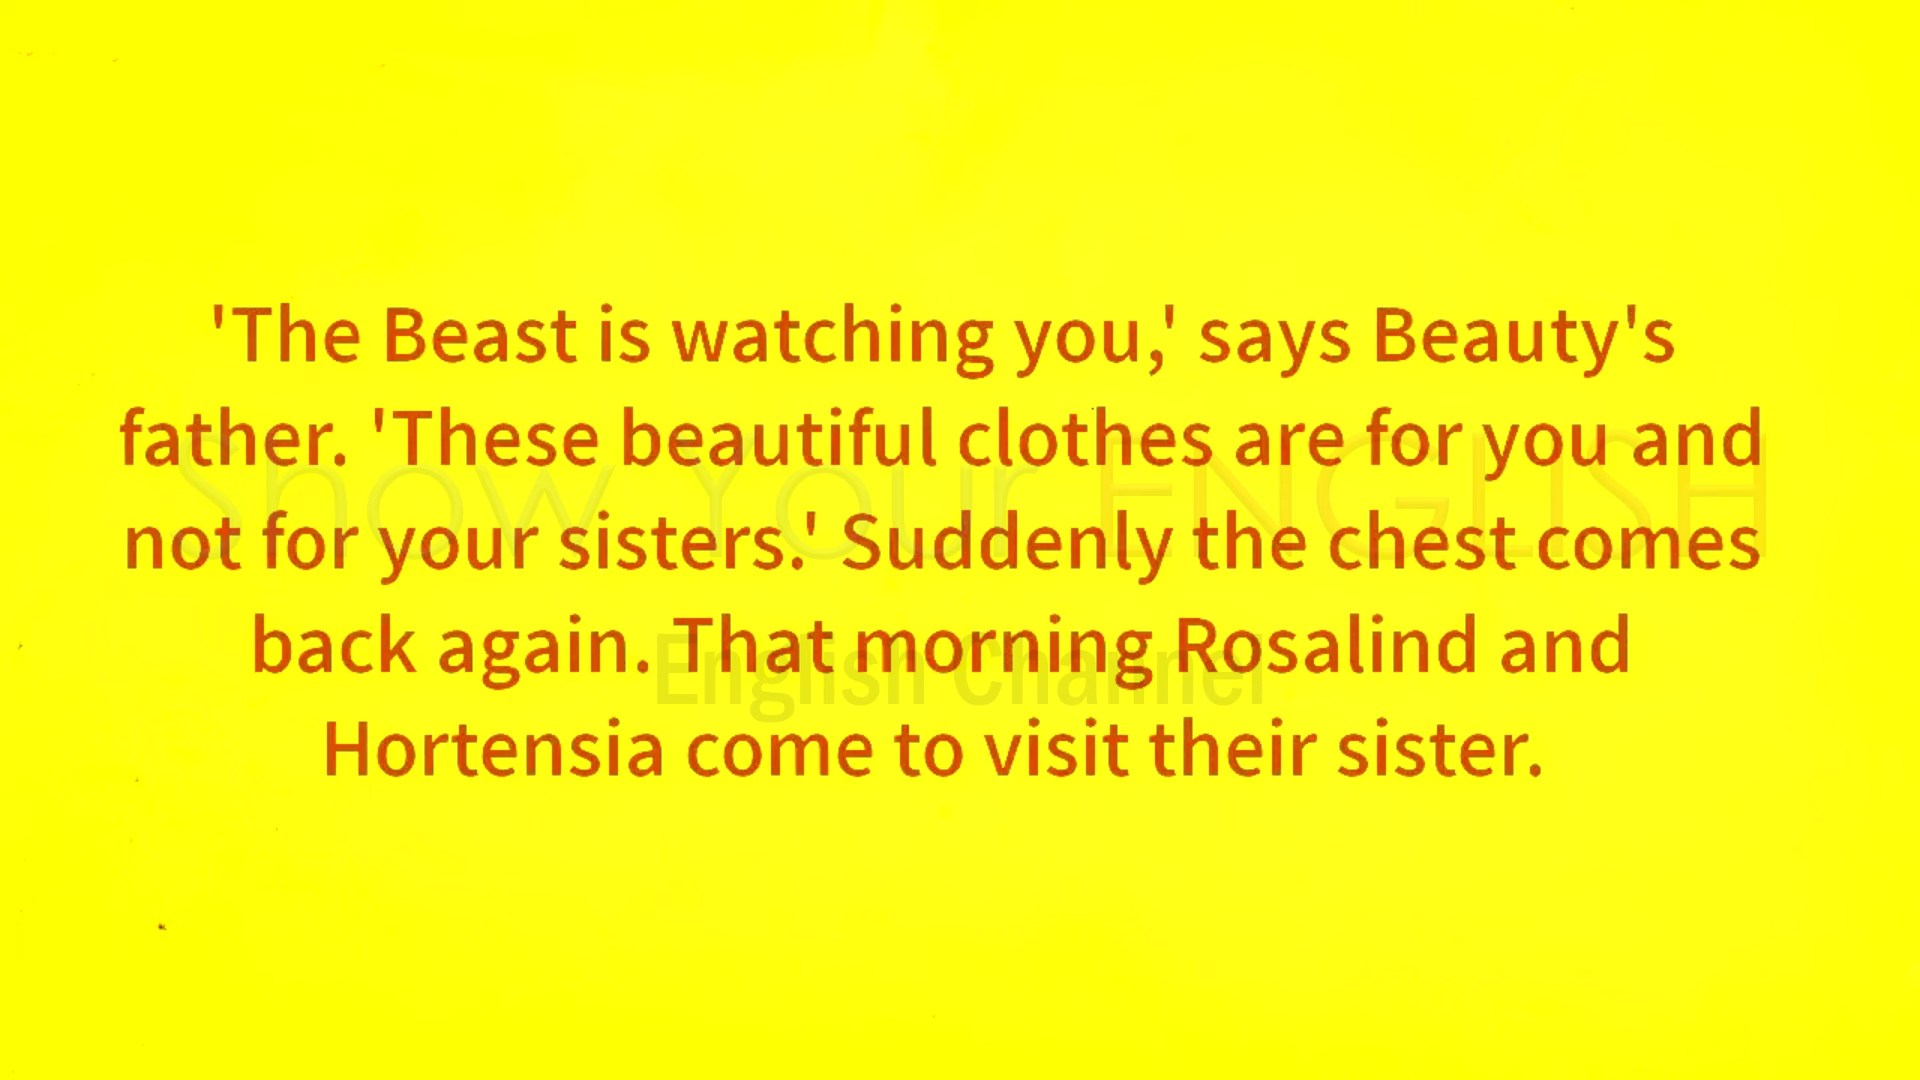 'The Beast is watching you,' says Beauty's
father. 'These beautiful clothes are for you and
not for your sisters.' Suddenly the chest comes
back again. That morning Rosalind and
Hortensia come to visit their sister.
Show Your ENGLISH
English Channel